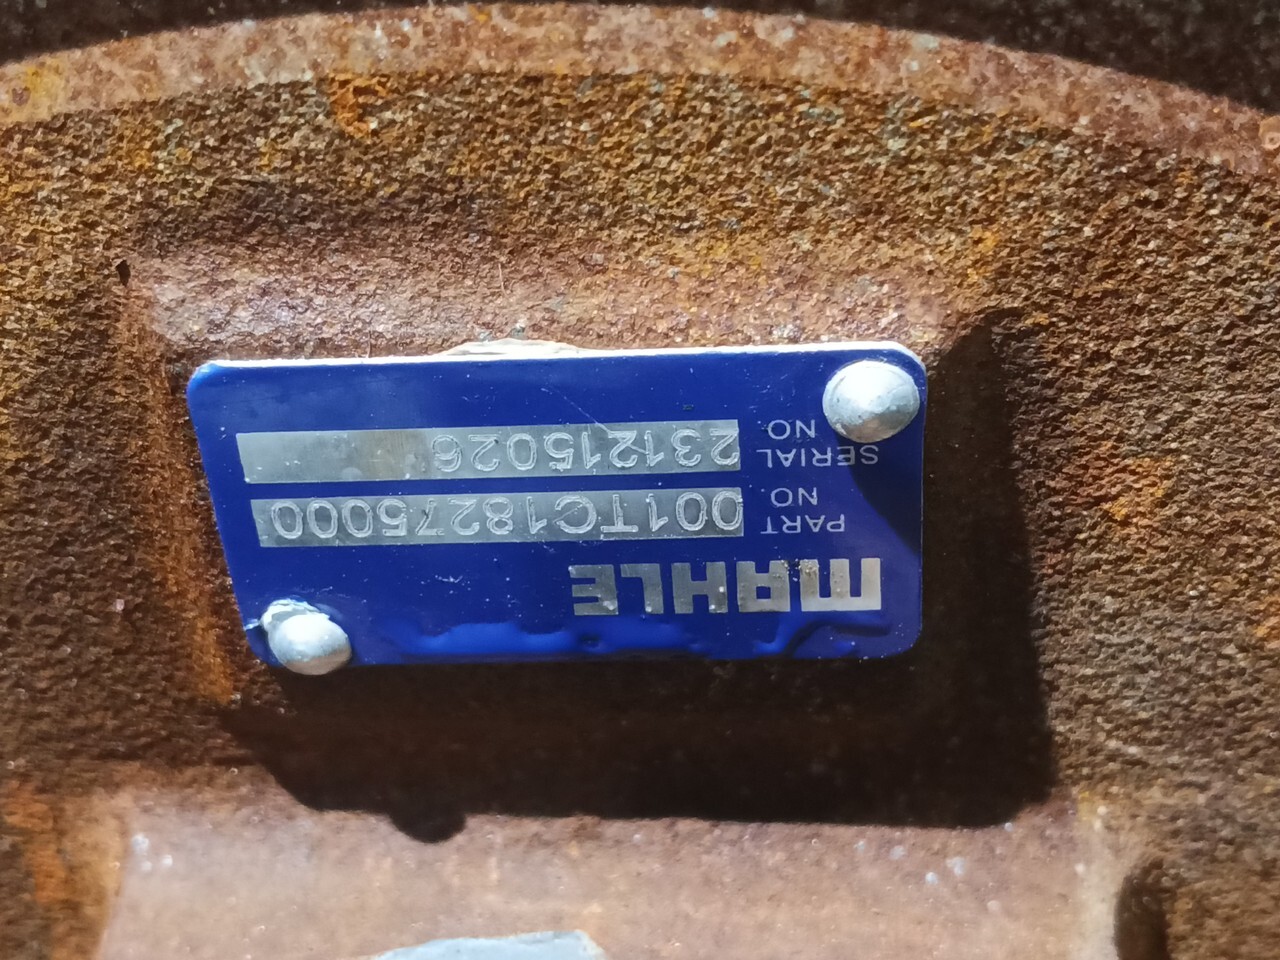 MAHLE
PART NO. 001TC18275000
SERIAL NO 231215026